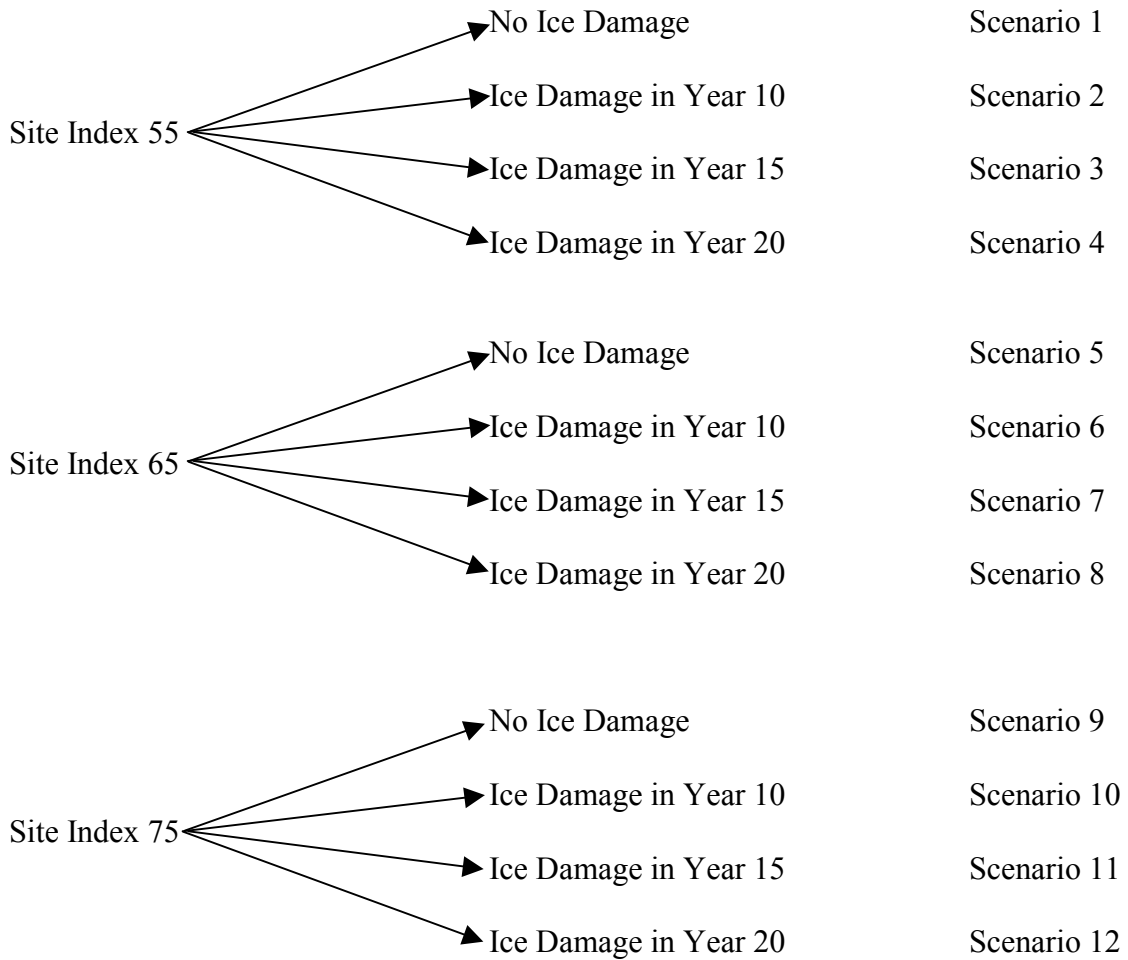 No Ice Damage Scenario 1
Ice Damage in Year 10 Scenario 2
Site Index 55
Ice Damage in Year 15 Scenario 3
Ice Damage in Year 20 Scenario 4
No Ice Damage Scenario 5
Ice Damage in Year 10 Scenario 6
Site Index 65
Ice Damage in Year 15 Scenario 7
Ice Damage in Year 20 Scenario 8
No Ice Damage Scenario 9
Ice Damage in Year 10 Scenario 10
Site Index 75
Ice Damage in Year 15 Scenario 11
Ice Damage in Year 20 Scenario 12